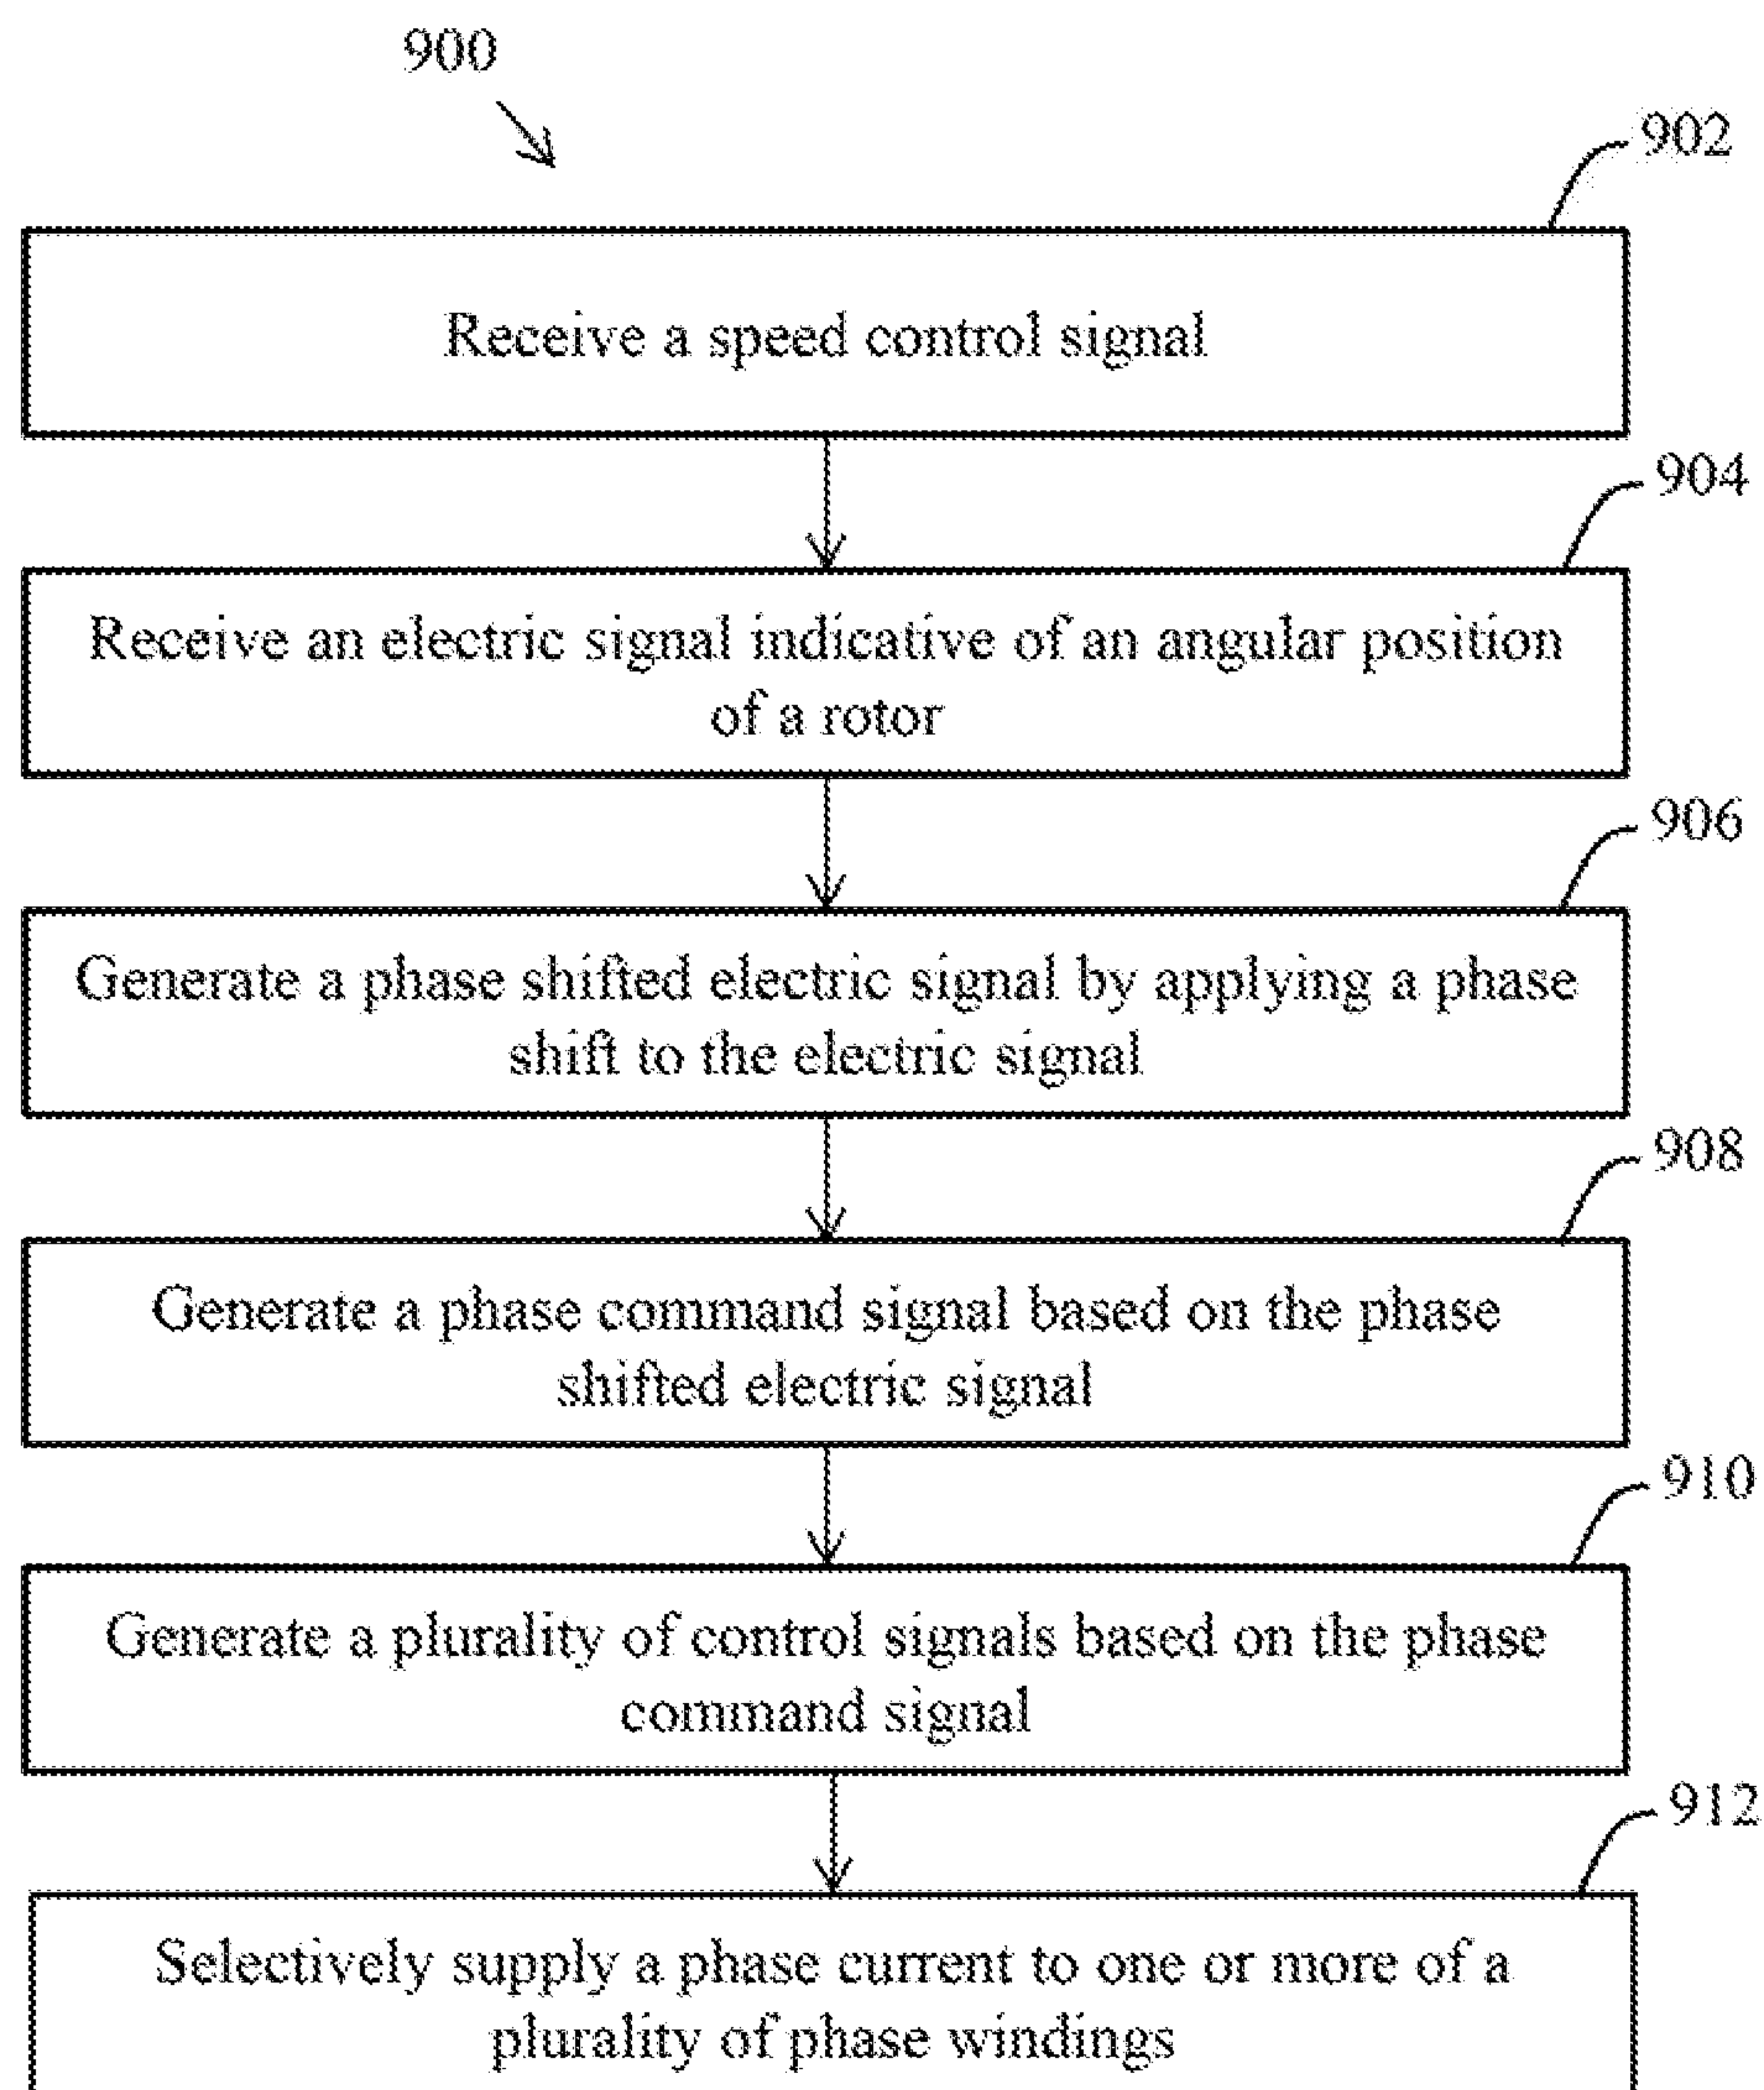 900
902
Receive a speed control signal
904
Receive an electric signal indicative of an angular position
of a rotor
906
Generate a phase shifted electric signal by applying a phase
shift to the electric signal
908
Generate a phase command signal based on the phase
shifted electric signal
910
Generate a plurality of control signals based on the phase
command signal
912
Selectively supply a phase current to one or more of a
plurality of phase windings